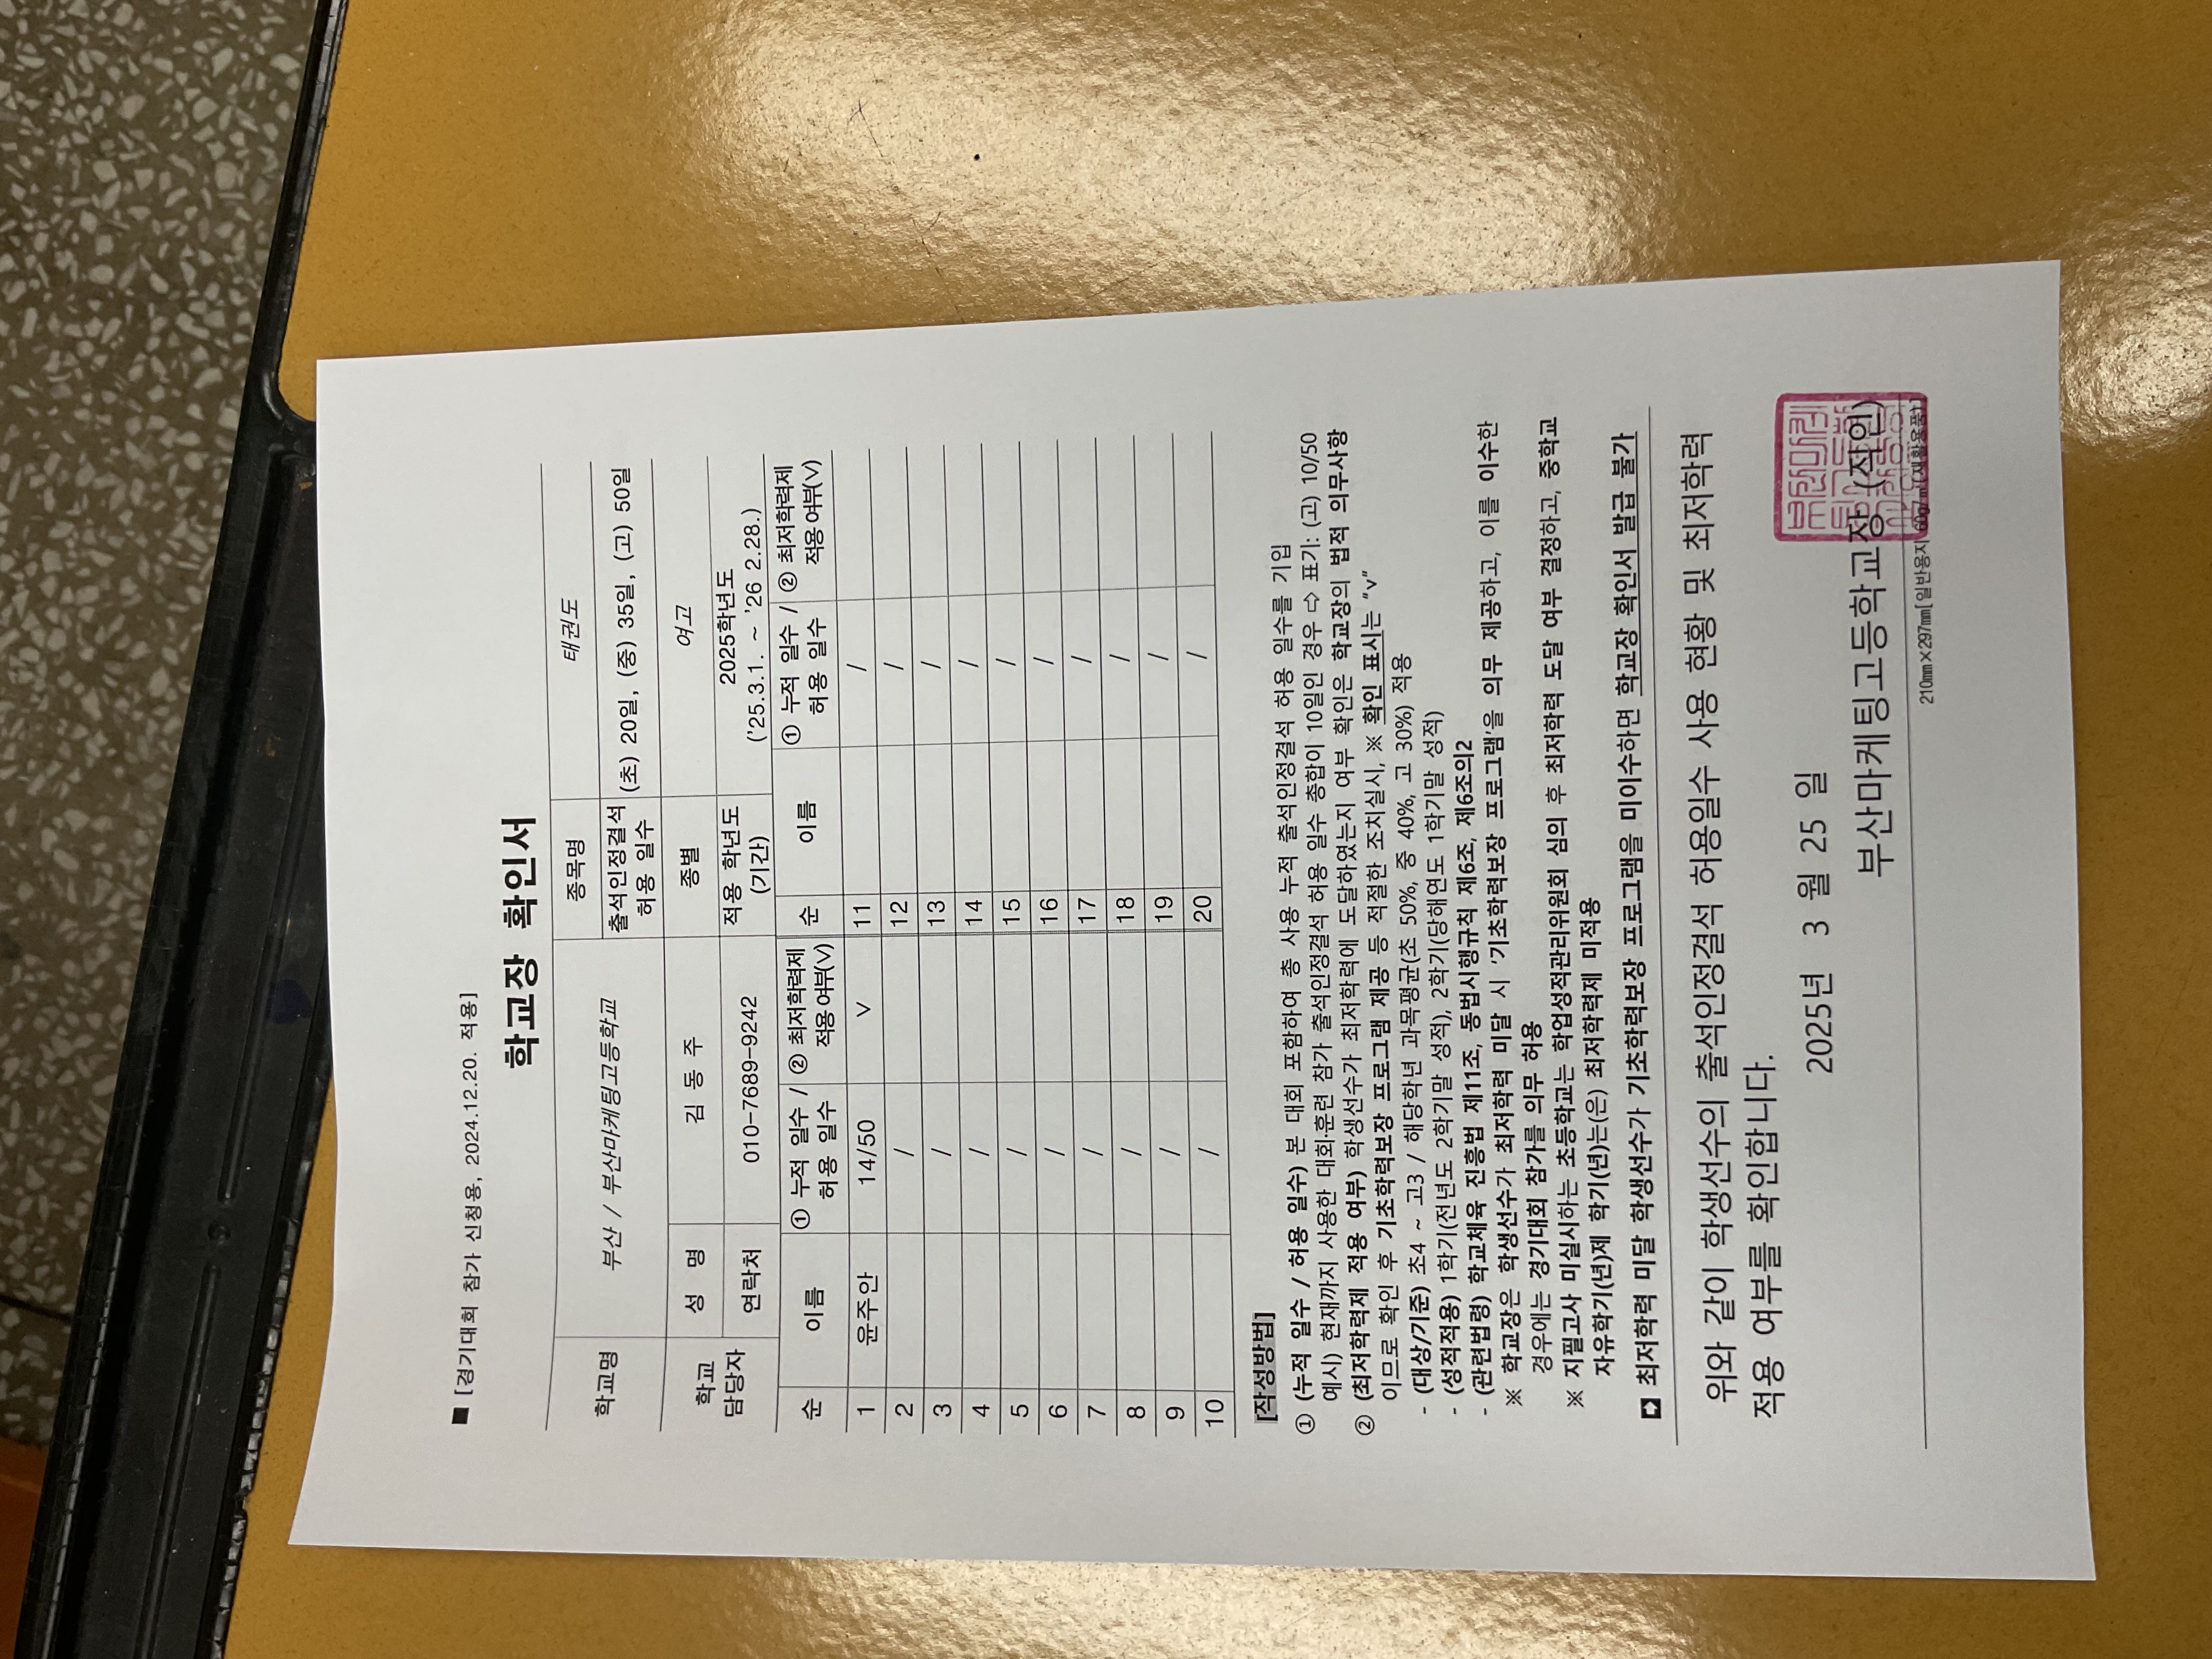 ■ [경기대회 참가 신청용, 2024.12.20. 적용]
학교장 확인서
학교명 부산 / 부산마케팅고등학교 종목명 태권도
출석인정결석 허용 일수 (초) 20일, (중) 35일, (고) 50일
학교 담당자 성 명 김 동 주 종별 여고
연락처 010-7689-9242 적용 학년도 (기간) 2025학년도 ('25.3.1. ~ '26 2.28.)
순 이름 ① 누적 일수 / 허용 일수 ② 최저학력제 적용 여부(∨) 순 이름 ① 누적 일수 / 허용 일수 ② 최저학력제 적용 여부(∨)
1 윤주안 14/50 ∨ 11 /
2 / 12 /
3 / 13 /
4 / 14 /
5 / 15 /
6 / 16 /
7 / 17 /
8 / 18 /
9 / 19 /
10 / 20 /
[작성방법]
① (누적 일수 / 허용 일수) 본 대회 포함하여 총 사용 누적 출석인정결석 허용 일수를 기입
예시) 현재까지 사용한 대회·훈련 참가 출석인정결석 허용 일수 총합이 10일인 경우 ⇨ 표기: (고) 10/50
② (최저학력제 적용 여부) 학생선수가 최저학력에 도달하였는지 여부 확인은 학교장의 법적 의무사항
이므로 확인 후 기초학력보장 프로그램 제공 등 적절한 조치실시, ※ 확인 표시는 "v"
- (대상/기준) 초4 ~ 고3 / 해당학년 과목평균(초 50%, 중 40%, 고 30%) 적용
- (성적적용) 1학기(전년도 2학기말 성적), 2학기(당해연도 1학기말 성적)
- (관련법령) 학교체육 진흥법 제11조, 동법시행규칙 제6조, 제6조의2
※ 학교장은 학생선수가 최저학력 미달 시 '기초학력보장 프로그램'을 의무 제공하고, 이를 이수한
경우에는 경기대회 참가를 의무 허용
※ 지필고사 미실시하는 초등학교는 학업성적관리위원회 심의 후 최저학력 도달 여부 결정하고, 중학교
자유학기(년)제 학기(년)는(은) 최저학력제 미적용
➲ 최저학력 미달 학생선수가 기초학력보장 프로그램을 미이수하면 학교장 확인서 발급 불가
위와 같이 학생선수의 출석인정결석 허용일수 사용 현황 및 최저학력
적용 여부를 확인합니다.
2025년 3 월 25 일
부산마케팅고등학교장 (직인)
210㎜×297㎜[일반용지 60g/㎡(재활용품)]